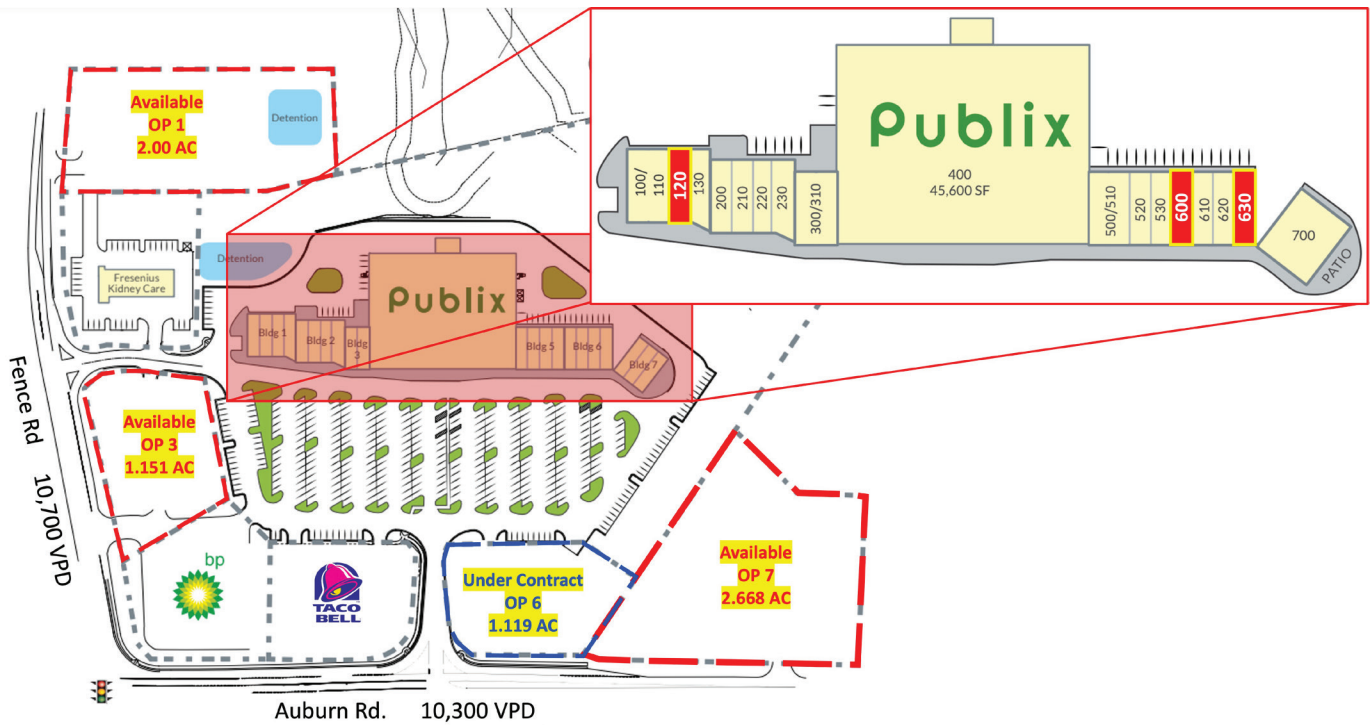 Available
OP 1
2.00 AC
Detention
Fresenius
Kidney Care
Detention
Publix
Bldg 1
Bldg 2
Bldg
3
Bldg 5
Bldg 6
Bldg 7
Publix
400
45,600 SF
100/
110
120
130
200
210
220
230
300/310
500/510
520
530
600
610
620
630
700
PATIO
Fence Rd 10,700 VPD
Available
OP 3
1.151 AC
bp
TACO
BELL
Under Contract
OP 6
1.119 AC
Available
OP 7
2.668 AC
Auburn Rd. 10,300 VPD